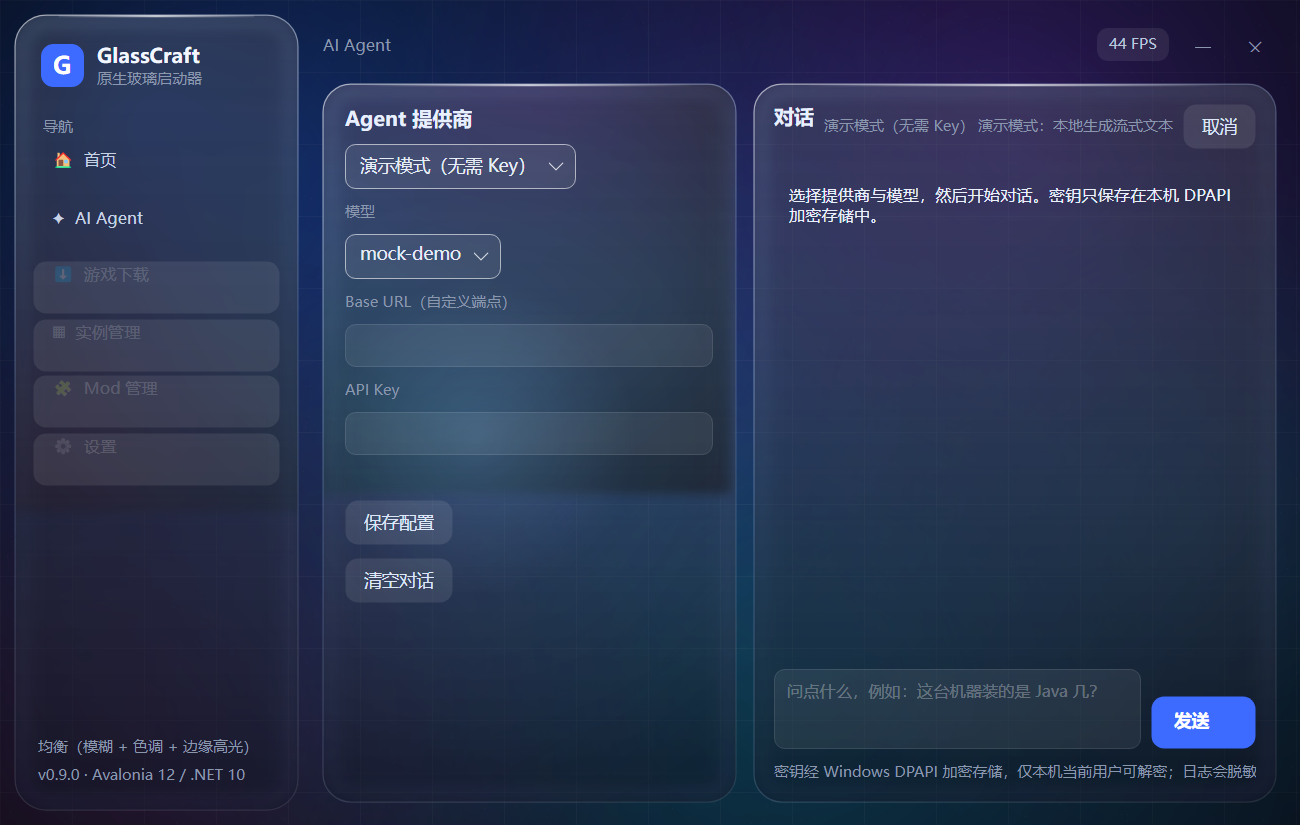 G
GlassCraft
原生玻璃启动器
导航
首页
AI Agent
游戏下载
实例管理
Mod 管理
设置
均衡（模糊 + 色调 + 边缘高光）
v0.9.0 · Avalonia 12 / .NET 10
AI Agent
44 FPS
Agent 提供商
演示模式（无需 Key）
模型
mock-demo
Base URL（自定义端点）
API Key
保存配置
清空对话
对话
演示模式（无需 Key） 演示模式：本地生成流式文本
取消
选择提供商与模型，然后开始对话。密钥只保存在本机 DPAPI
加密存储中。
问点什么，例如：这台机器装的是 Java 几？
发送
密钥经 Windows DPAPI 加密存储，仅本机当前用户可解密；日志会脱敏